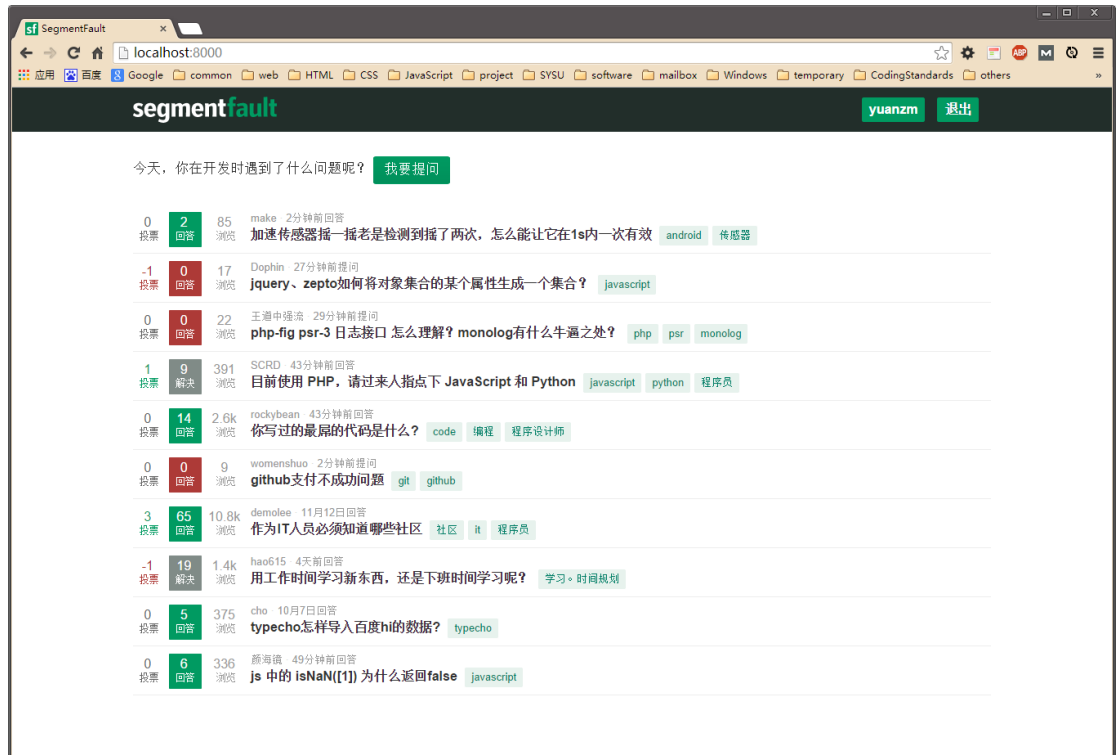 sf SegmentFault
localhost:8000
ABP M
应用 百度 Google common web HTML CSS JavaScript project SYSU software mailbox Windows temporary CodingStandards others »
segmentfault yuanzm 退出
今天，你在开发时遇到了什么问题呢？ 我要提问
make · 2分钟前回答
0 2 85
投票 回答 浏览 加速传感器摇一摇老是检测到摇了两次，怎么能让它在1s内一次有效 android 传感器
Dophin · 27分钟前提问
-1 0 17
投票 回答 浏览 jquery、zepto如何将对象集合的某个属性生成一个集合？ javascript
王道中强流 · 29分钟前提问
0 0 22
投票 回答 浏览 php-fig psr-3 日志接口 怎么理解？monolog有什么牛逼之处？ php psr monolog
SCRD · 43分钟前回答
1 9 391
投票 解决 浏览 目前使用 PHP，请过来人指点下 JavaScript 和 Python javascript python 程序员
rockybean · 43分钟前回答
0 14 2.6k
投票 回答 浏览 你写过的最屌的代码是什么？ code 编程 程序设计师
womenshuo · 2分钟前提问
0 0 9
投票 回答 浏览 github支付不成功问题 git github
demolee · 11月12日回答
3 65 10.8k
投票 回答 浏览 作为IT人员必须知道哪些社区 社区 it 程序员
hao615 · 4天前回答
-1 19 1.4k
投票 解决 浏览 用工作时间学习新东西，还是下班时间学习呢？ 学习。时间规划
cho · 10月7日回答
0 5 375
投票 回答 浏览 typecho怎样导入百度hi的数据？ typecho
颜海镜 · 49分钟前回答
0 6 336
投票 回答 浏览 js 中的 isNaN([1]) 为什么返回false javascript